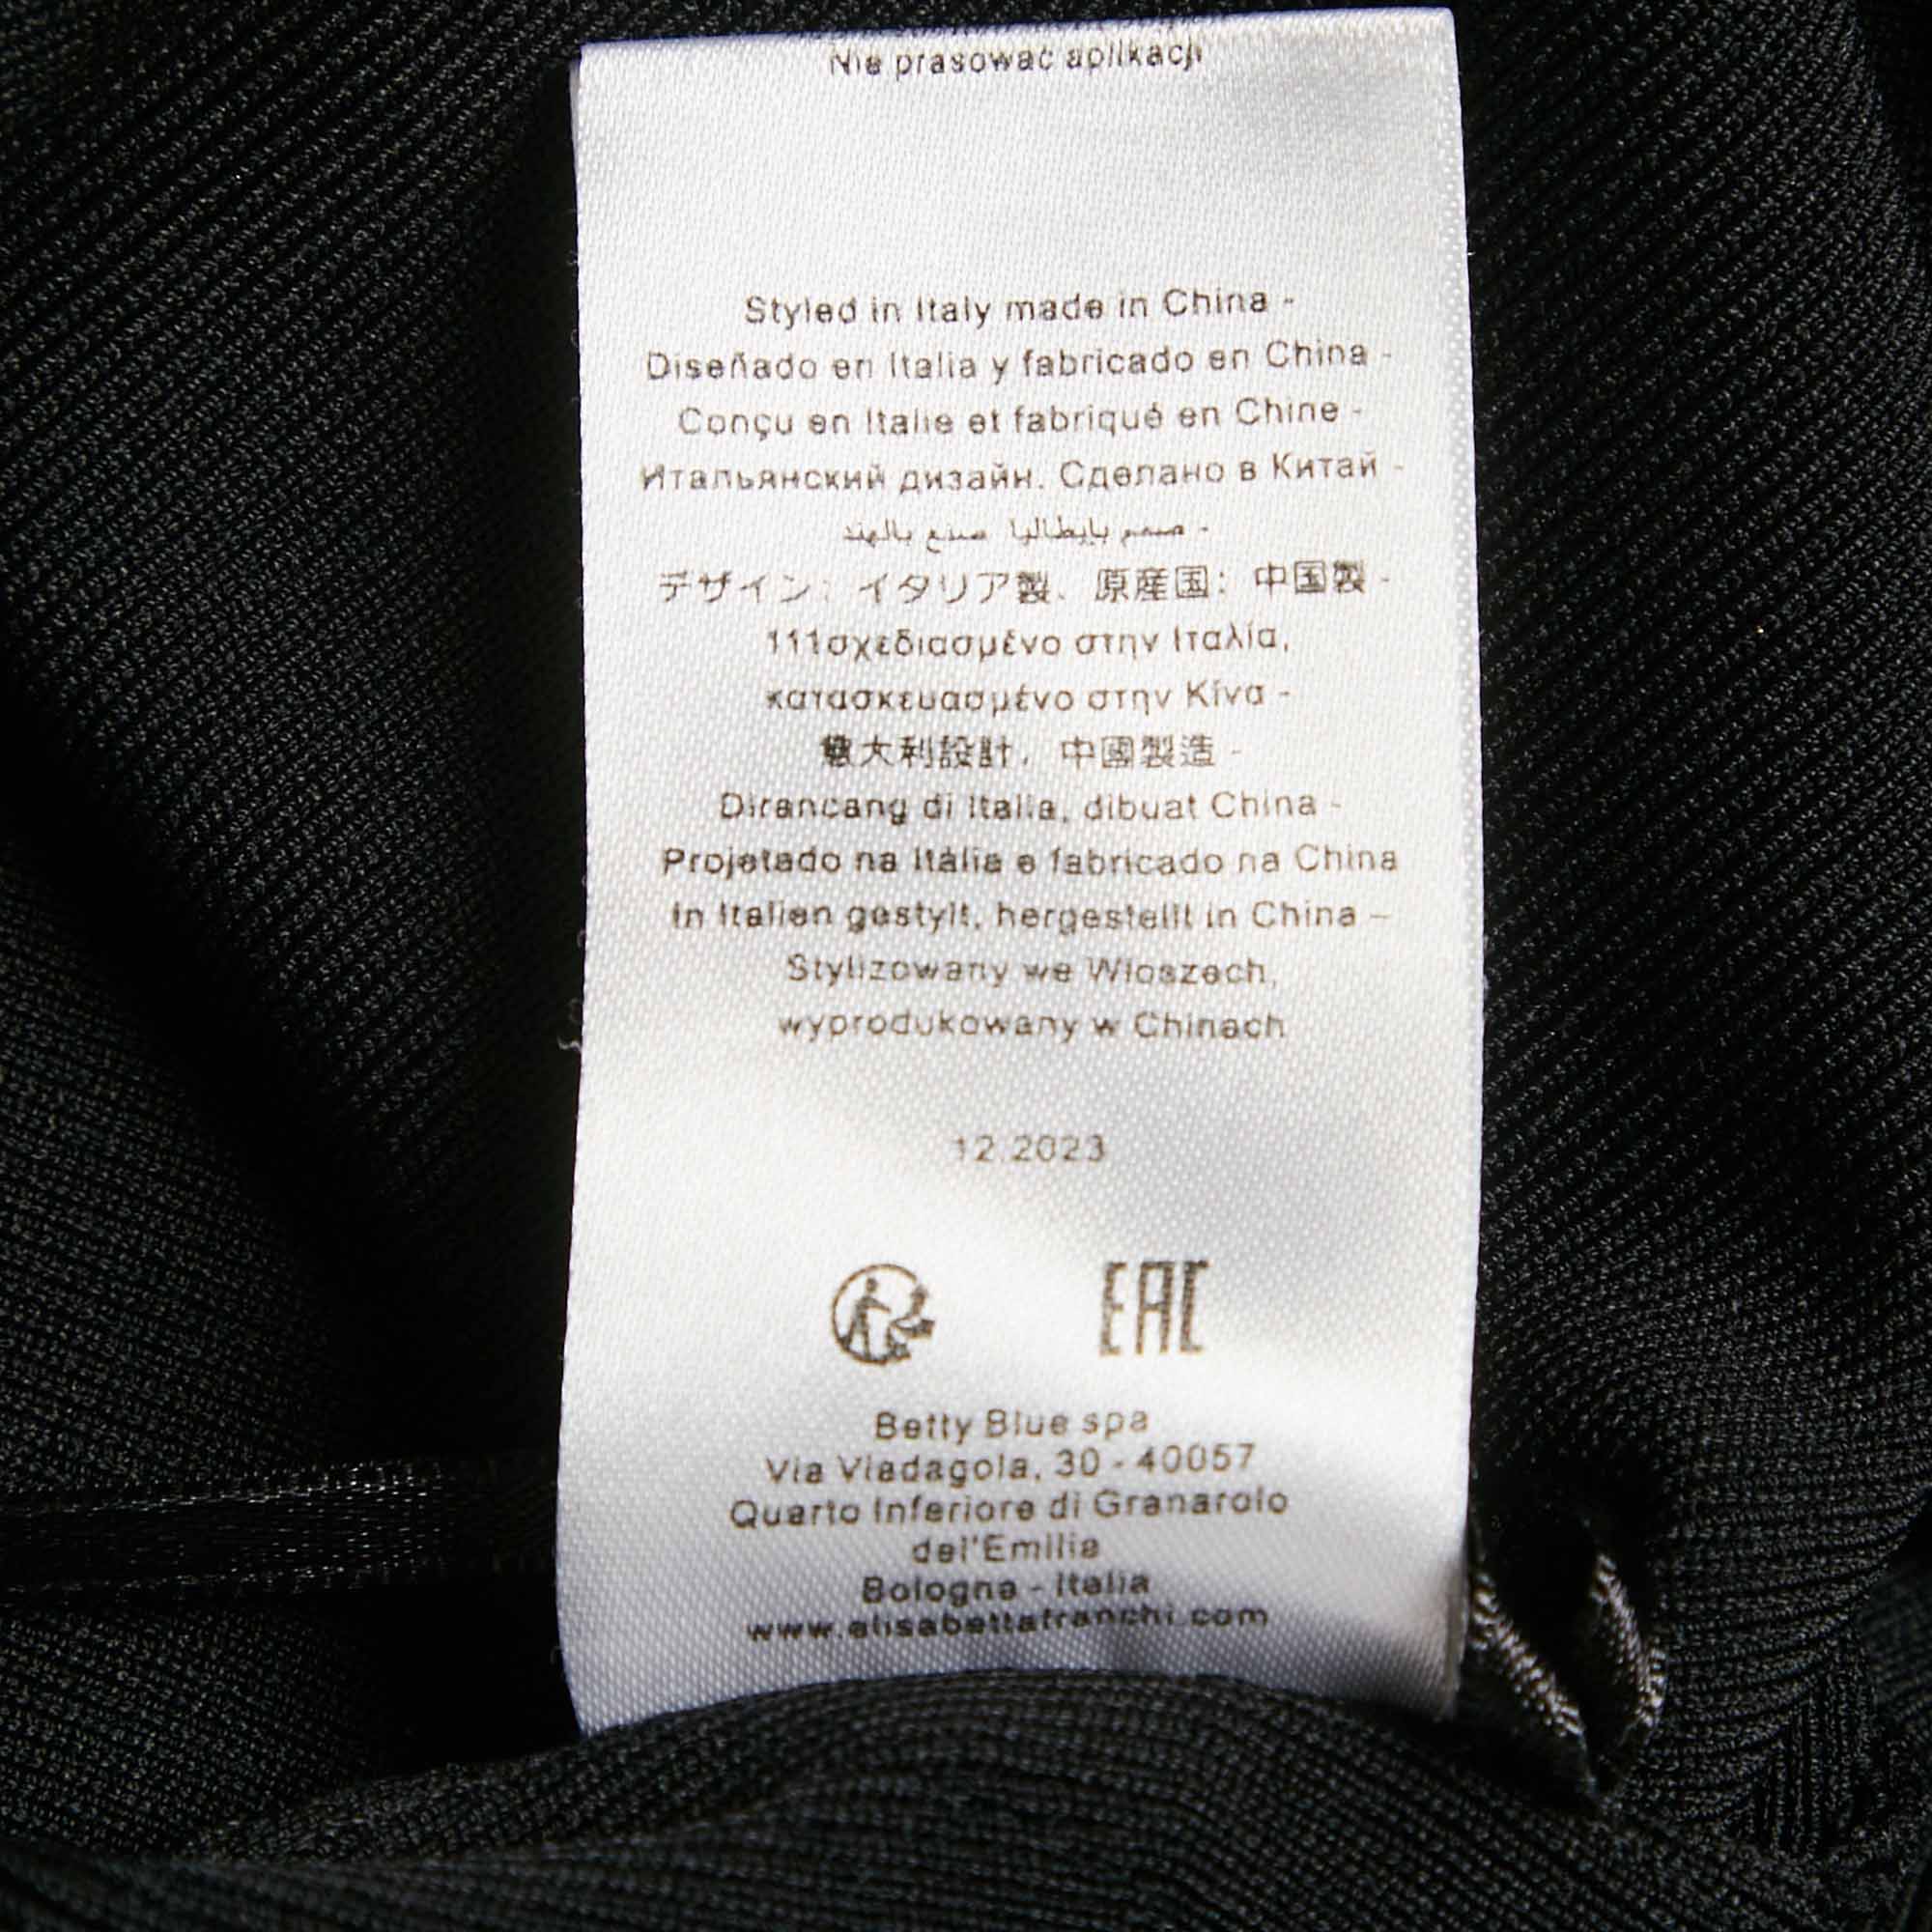 Nie prasować aplikacji
Styled in Italy made in China -
Diseñado en Italia y fabricado en China -
Conçu en Italie et fabriqué en Chine -
Итальянский дизайн. Сделано в Китай -
صمم بإيطاليا صنع بالهند -
デザイン: イタリア製、原産国: 中国製 -
111σχεδιασμένο στην Ιταλία,
κατασκευασμένο στην Κίνα -
意大利設計，中國製造 -
Dirancang di Italia, dibuat China -
Projetado na Itália e fabricado na China
In Italien gestylt, hergestellt in China –
Stylizowany we Wloszech,
wyprodukowany w Chinach
12.2023
EAC
Betty Blue spa
Via Viadagola, 30 - 40057
Quarto Inferiore di Granarolo
del'Emilia
Bologna - Italia
www.elisabettafranchi.com